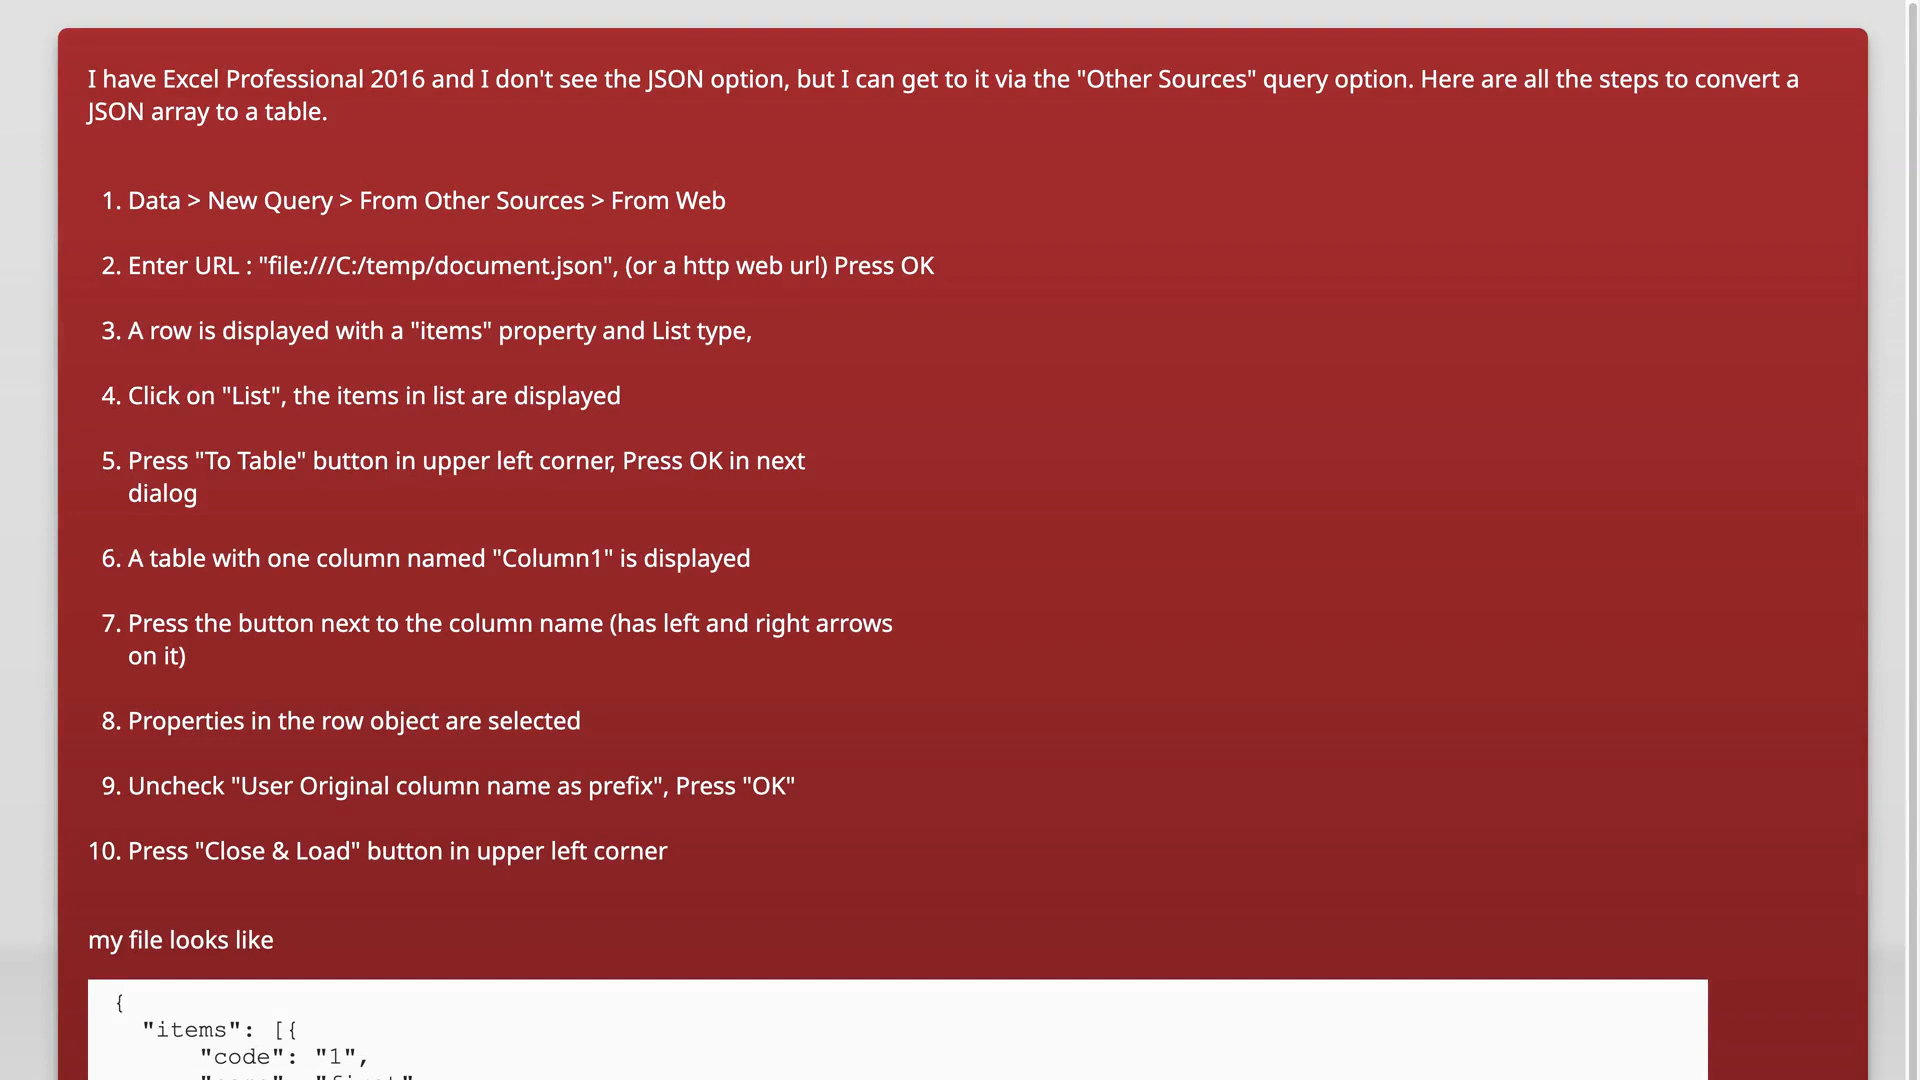 I have Excel Professional 2016 and I don't see the JSON option, but I can get to it via the "Other Sources" query option. Here are all the steps to convert a
JSON array to a table.
1. Data > New Query > From Other Sources > From Web
2. Enter URL : "file:///C:/temp/document.json", (or a http web url) Press OK
3. A row is displayed with a "items" property and List type,
4. Click on "List", the items in list are displayed
5. Press "To Table" button in upper left corner, Press OK in next
dialog
6. A table with one column named "Column1" is displayed
7. Press the button next to the column name (has left and right arrows
on it)
8. Properties in the row object are selected
9. Uncheck "User Original column name as prefix", Press "OK"
10. Press "Close & Load" button in upper left corner
my file looks like
{
"items": [{
"code": "1",